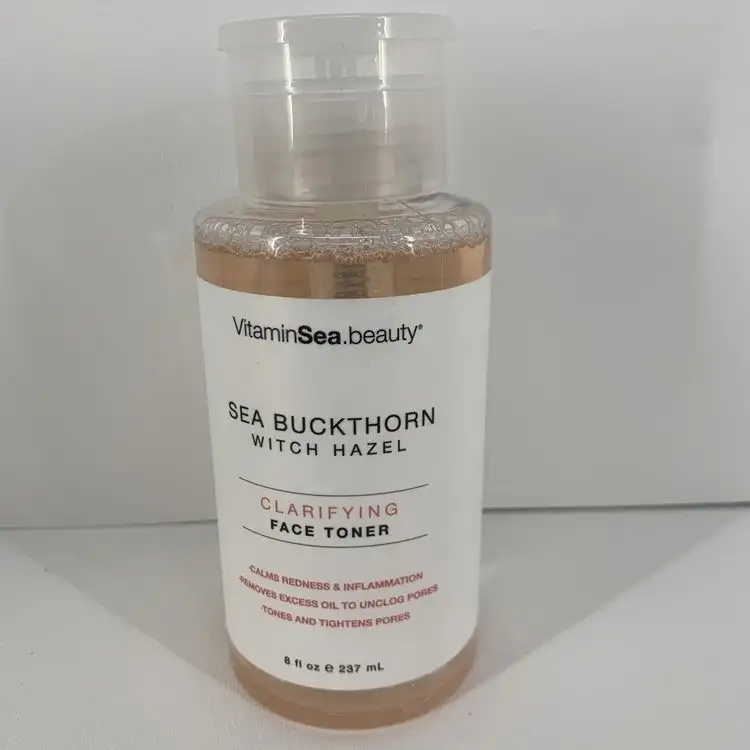 VitaminSea.beauty®
SEA BUCKTHORN
WITCH HAZEL
CLARIFYING
FACE TONER
·CALMS REDNESS & INFLAMMATION
·REMOVES EXCESS OIL TO UNCLOG PORES
·TONES AND TIGHTENS PORES
8 fl oz e 237 mL